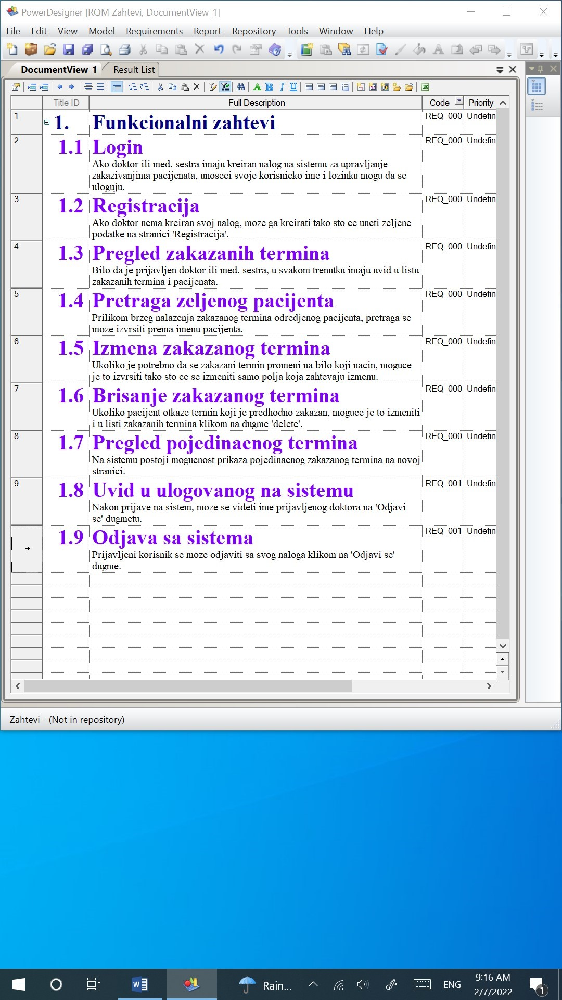 PowerDesigner [RQM Zahtevi, DocumentView_1]
File Edit View Model Requirements Report Repository Tools Window Help
DocumentView_1 Result List
Title ID Full Description Code Priority
1 1. Funkcionalni zahtevi REQ_000 Undefin
2 1.1 Login REQ_000 Undefin
Ako doktor ili med. sestra imaju kreiran nalog na sistemu za upravljanje
zakazivanjima pacijenata, unoseci svoje korisnicko ime i lozinku mogu da se
uloguju.
3 1.2 Registracija REQ_000 Undefin
Ako doktor nema kreiran svoj nalog, moze ga kreirati tako sto ce uneti zeljene
podatke na stranici 'Registracija'.
4 1.3 Pregled zakazanih termina REQ_000 Undefin
Bilo da je prijavljen doktor ili med. sestra, u svakom trenutku imaju uvid u listu
zakazanih termina i pacijenata.
5 1.4 Pretraga zeljenog pacijenta REQ_000 Undefin
Prilikom brzeg nalazenja zakazanog termina odredjenog pacijenta, pretraga se
moze izvrsiti prema imenu pacijenta.
6 1.5 Izmena zakazanog termina REQ_000 Undefin
Ukoliko je potrebno da se zakazani termin promeni na bilo koji nacin, moguce
je to izvrsiti tako sto ce se izmeniti samo polja koja zahtevaju izmenu.
7 1.6 Brisanje zakazanog termina REQ_000 Undefin
Ukoliko pacijent otkaze termin koji je predhodno zakazan, moguce je to izmeniti
i u listi zakazanih termina klikom na dugme 'delete'.
8 1.7 Pregled pojedinacnog termina REQ_000 Undefin
Na sistemu postoji mogucnost prikaza pojedinacnog zakazanog termina na novoj
stranici.
9 1.8 Uvid u ulogovanog na sistemu REQ_001 Undefin
Nakon prijave na sistem, moze se videti ime prijavljenog doktora na 'Odjavi
se' dugmetu.
1.9 Odjava sa sistema REQ_001 Undefin
Prijavljeni korisnik se moze odjaviti sa svog naloga klikom na 'Odjavi se'
dugme.
Zahtevi - (Not in repository)
Rain... ENG 9:16 AM
2/7/2022 1